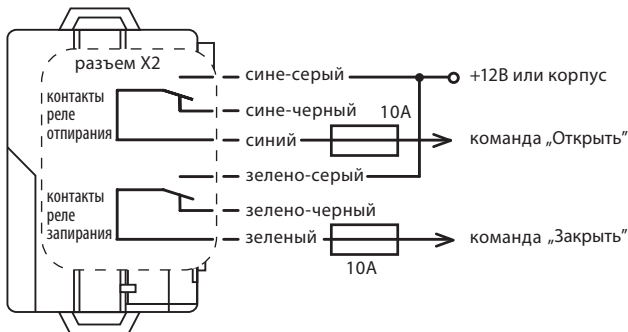 разъем X2
сине-серый
+12В или корпус
контакты
реле
отпирания
сине-черный
10А
синий
команда „Открыть”
зелено-серый
контакты
реле
запирания
зелено-черный
зеленый
команда „Закрыть”
10А